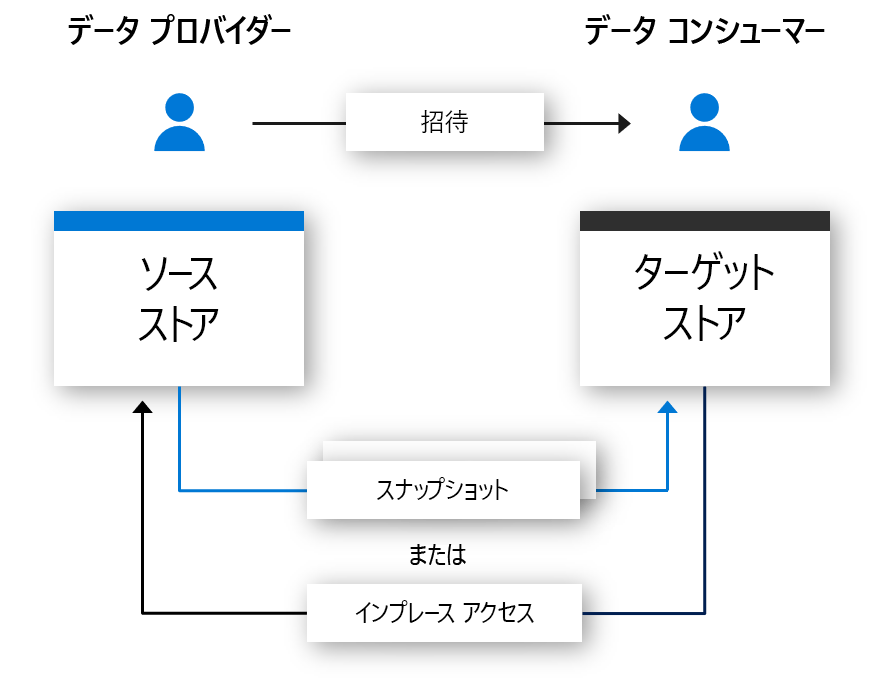 データ プロバイダー
データ コンシューマー
招待
ソース
ストア
ターゲット
ストア
スナップショット
または
インプレース アクセス